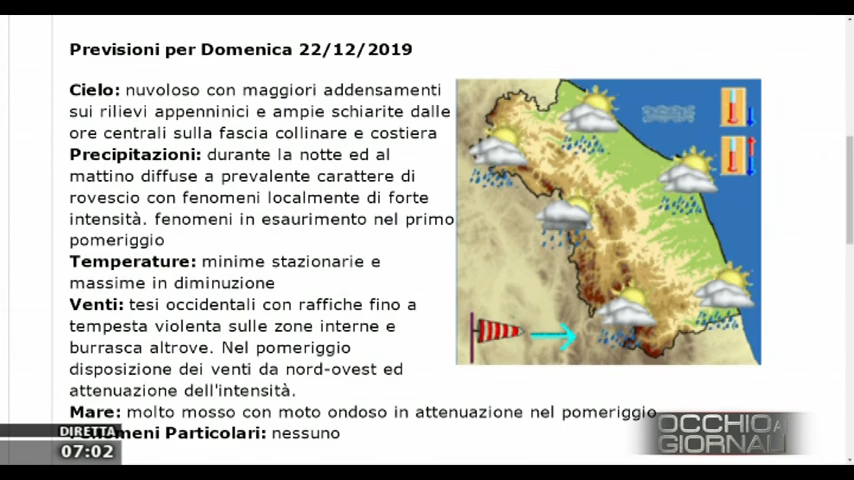 Previsioni per Domenica 22/12/2019
Cielo: nuvoloso con maggiori addensamenti
sui rilievi appenninici e ampie schiarite dalle
ore centrali sulla fascia collinare e costiera
Precipitazioni: durante la notte ed al
mattino diffuse a prevalente carattere di
rovescio con fenomeni localmente di forte
intensità. fenomeni in esaurimento nel primo
pomeriggio
Temperature: minime stazionarie e
massime in diminuzione
Venti: tesi occidentali con raffiche fino a
tempesta violenta sulle zone interne e
burrasca altrove. Nel pomeriggio
disposizione dei venti da nord-ovest ed
attenuazione dell'intensità.
Mare: molto mosso con moto ondoso in attenuazione nel pomeriggio
Particolari: nessuno
DIRETTA
07:02
OCCHIO AI
GIORNALI